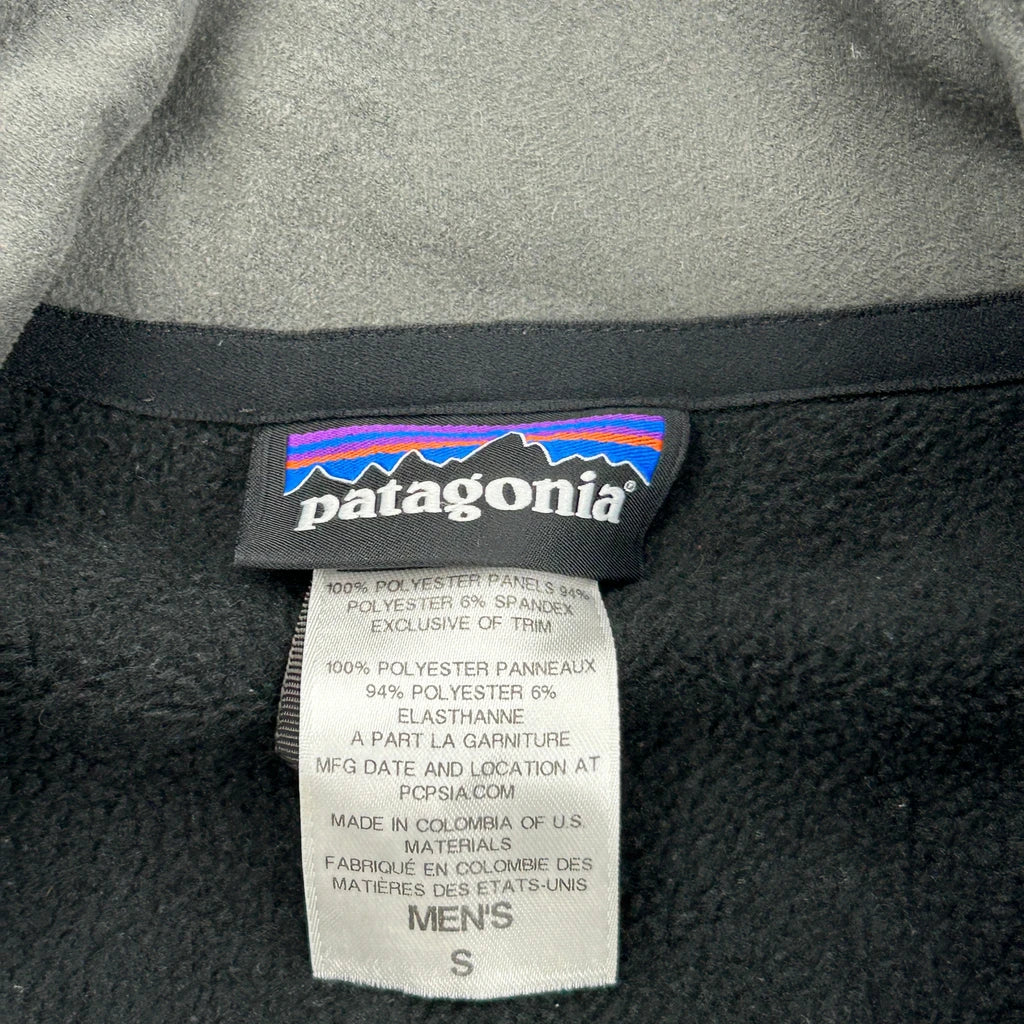 patagonia®
100% POLYESTER PANELS 94%
POLYESTER 6% SPANDEX
EXCLUSIVE OF TRIM
100% POLYESTER PANNEAUX
94% POLYESTER 6%
ELASTHANNE
A PART LA GARNITURE
MFG DATE AND LOCATION AT
PCPSIA.COM
MADE IN COLOMBIA OF U.S.
MATERIALS
FABRIQUÉ EN COLOMBIE DES
MATIÈRES DES ETATS-UNIS
MEN'S
S